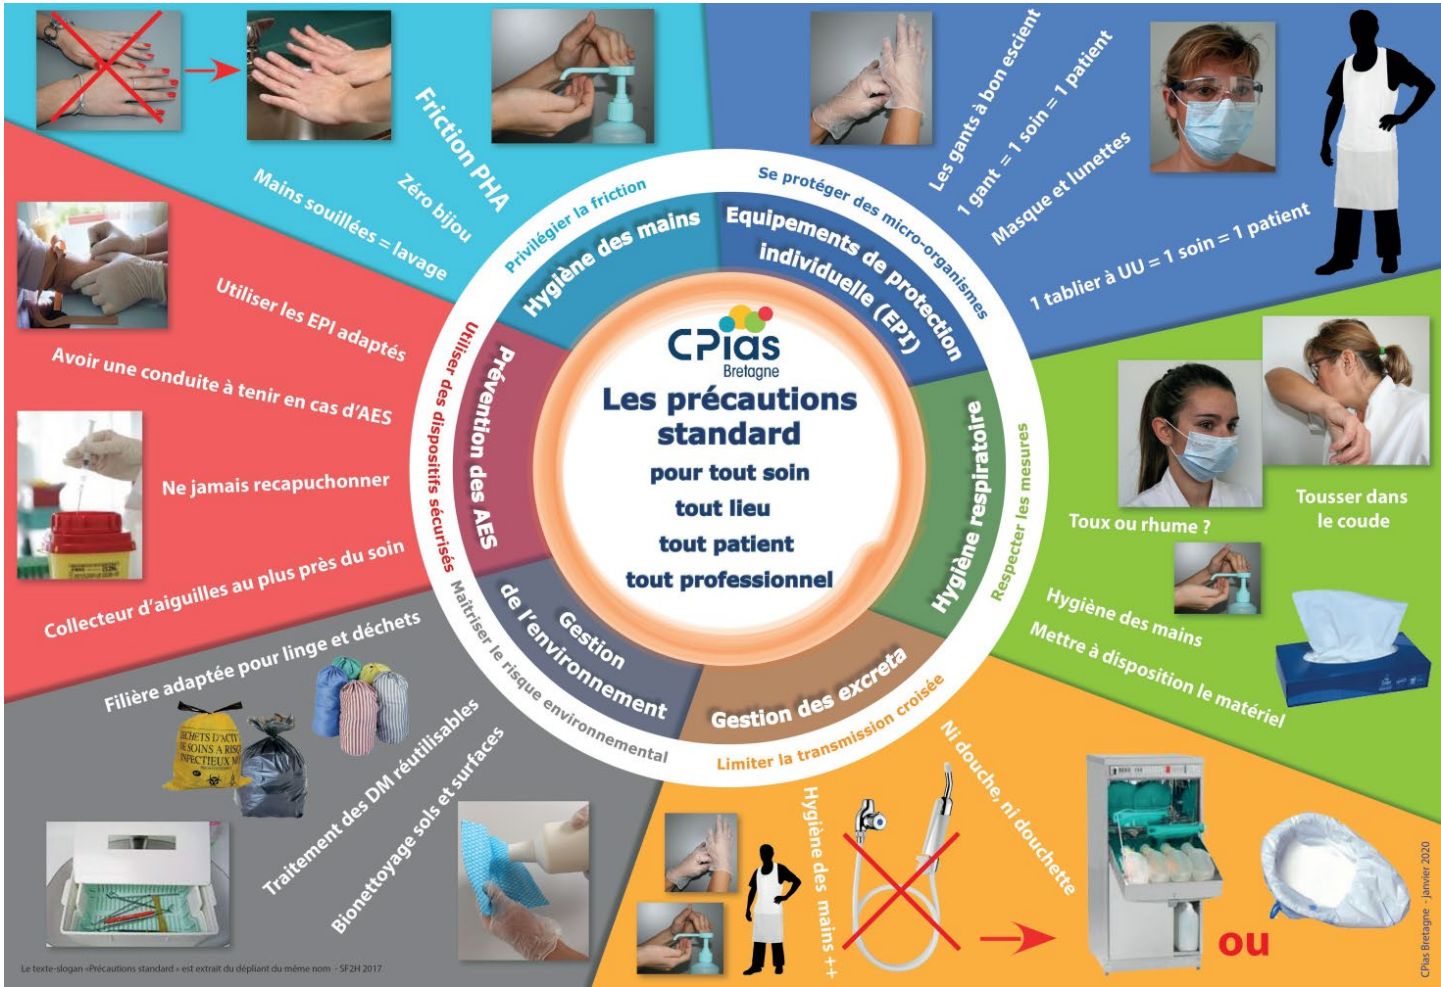 CPias
Bretagne
Les précautions
standard
pour tout soin
tout lieu
tout patient
tout professionnel
Hygiène des mains
Privilégier la friction
Friction PHA
Zéro bijou
Mains souillées = lavage
Equipements de protection
individuelle (EPI)
Se protéger des micro-organismes
Les gants à bon escient
1 gant = 1 soin = 1 patient
Masque et lunettes
1 tablier à UU = 1 soin = 1 patient
Hygiène respiratoire
Respecter les mesures
Toux ou rhume ?
Tousser dans
le coude
Hygiène des mains
Mettre à disposition le matériel
Gestion des excreta
Limiter la transmission croisée
Ni douche, ni douchette
Hygiène des mains ++
ou
Gestion
de l'environnement
Maîtriser le risque environnemental
Filière adaptée pour linge et déchets
DE SOINS A RISQ
INFECTIEUX
Traitement des DM réutilisables
Bionettoyage sols et surfaces
Prévention des AES
Utiliser des dispositifs sécurisés
Utiliser les EPI adaptés
Avoir une conduite à tenir en cas d'AES
Ne jamais recapuchonner
Collecteur d'aiguilles au plus près du soin
Le texte-slogan «Précautions standard » est extrait du dépliant du même nom - SF2H 2017
CPias Bretagne - janvier 2020